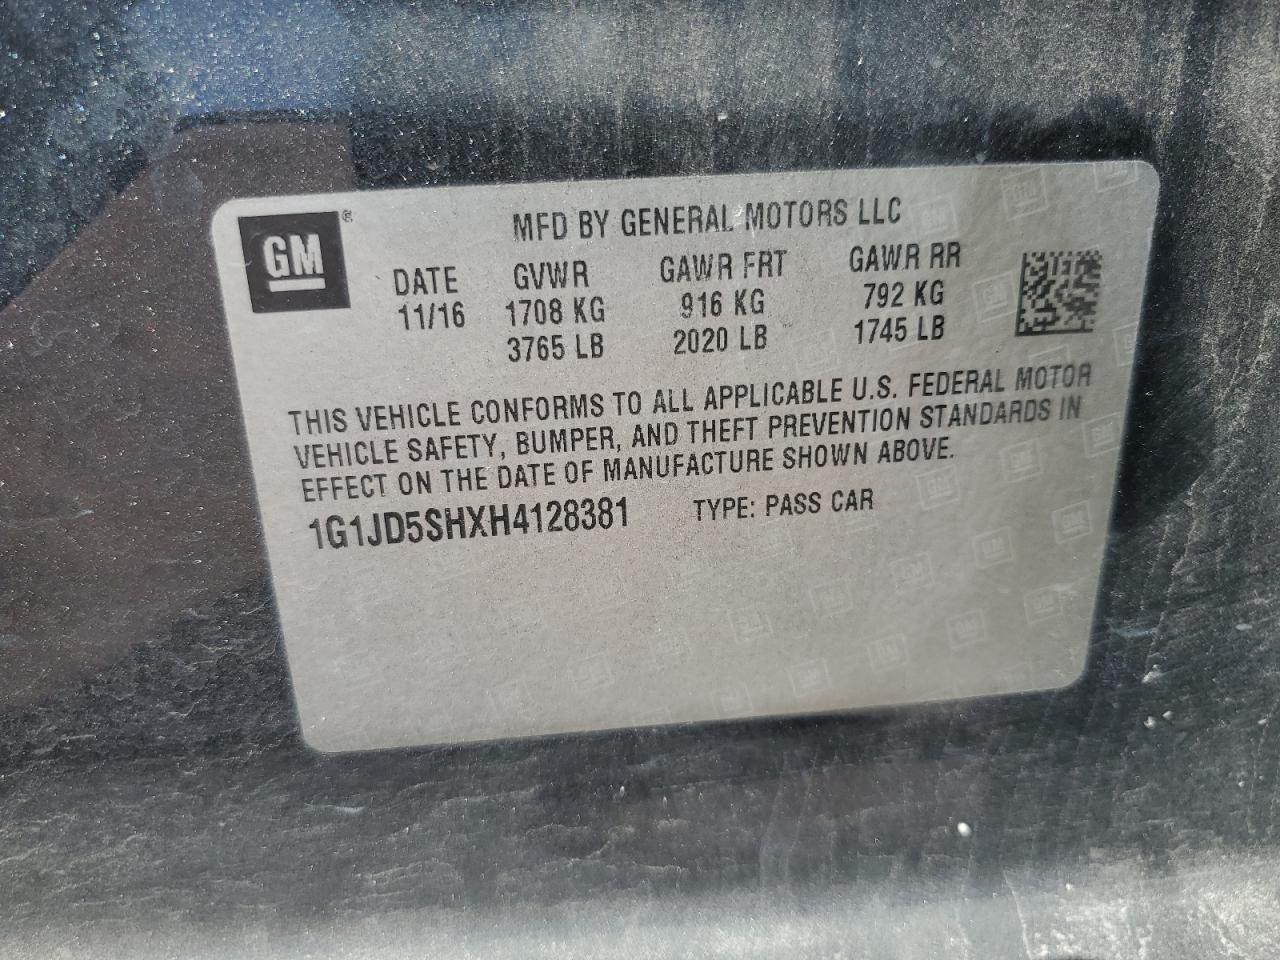 GM®
MFD BY GENERAL MOTORS LLC
DATE GVWR GAWR FRT GAWR RR
11/16 1708 KG 916 KG 792 KG
3765 LB 2020 LB 1745 LB
THIS VEHICLE CONFORMS TO ALL APPLICABLE U.S. FEDERAL MOTOR
VEHICLE SAFETY, BUMPER, AND THEFT PREVENTION STANDARDS IN
EFFECT ON THE DATE OF MANUFACTURE SHOWN ABOVE.
1G1JD5SHXH4128381 TYPE: PASS CAR